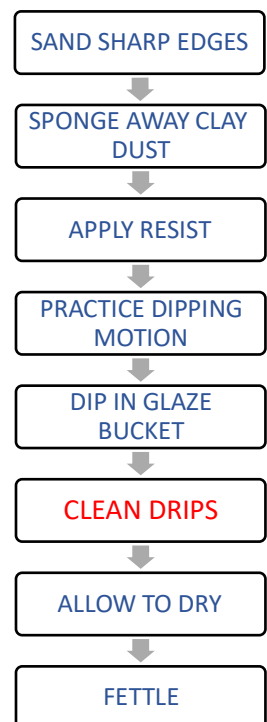 SAND SHARP EDGES
SPONGE AWAY CLAY
DUST
APPLY RESIST
PRACTICE DIPPING
MOTION
DIP IN GLAZE
BUCKET
CLEAN DRIPS
ALLOW TO DRY
FETTLE